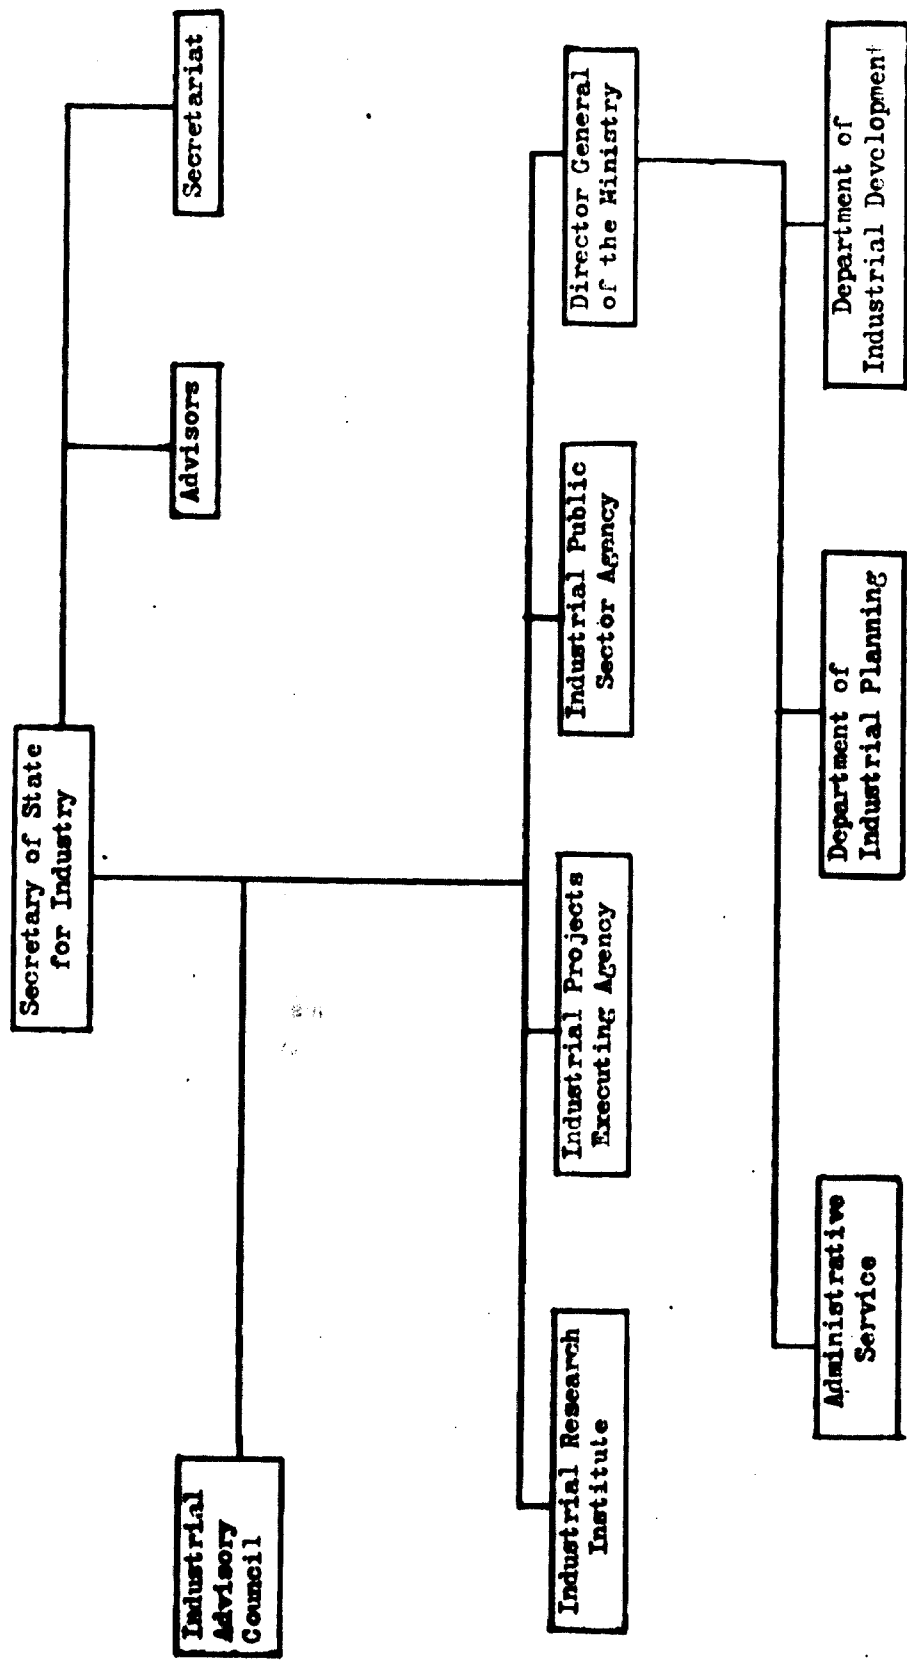 Secretary of State
for Industry
Advisors
Secretariat
Industrial
Advisory
Council
Industrial Research
Institute
Industrial Projects
Executing Agency
Industrial Public
Sector Agency
Director General
of the Ministry
Administrative
Service
Department of
Industrial Planning
Department of
Industrial Development